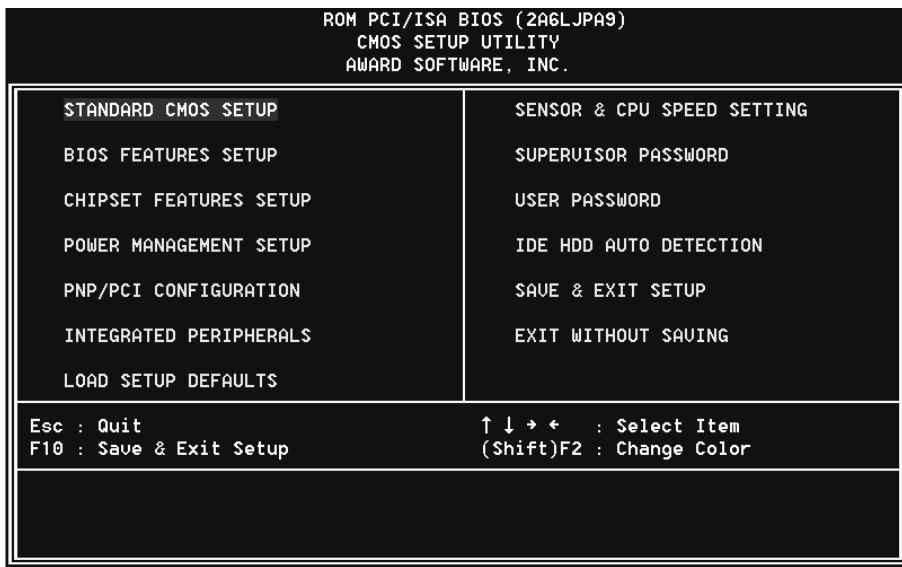 ROM PCI/ISA BIOS (2A6LJPA9)
CMOS SETUP UTILITY
AWARD SOFTWARE, INC.
STANDARD CMOS SETUP
BIOS FEATURES SETUP
CHIPSET FEATURES SETUP
POWER MANAGEMENT SETUP
PNP/PCI CONFIGURATION
INTEGRATED PERIPHERALS
LOAD SETUP DEFAULTS
SENSOR & CPU SPEED SETTING
SUPERVISOR PASSWORD
USER PASSWORD
IDE HDD AUTO DETECTION
SAVE & EXIT SETUP
EXIT WITHOUT SAVING
Esc : Quit
F10 : Save & Exit Setup
↑ ↓ → ← : Select Item
(Shift)F2 : Change Color